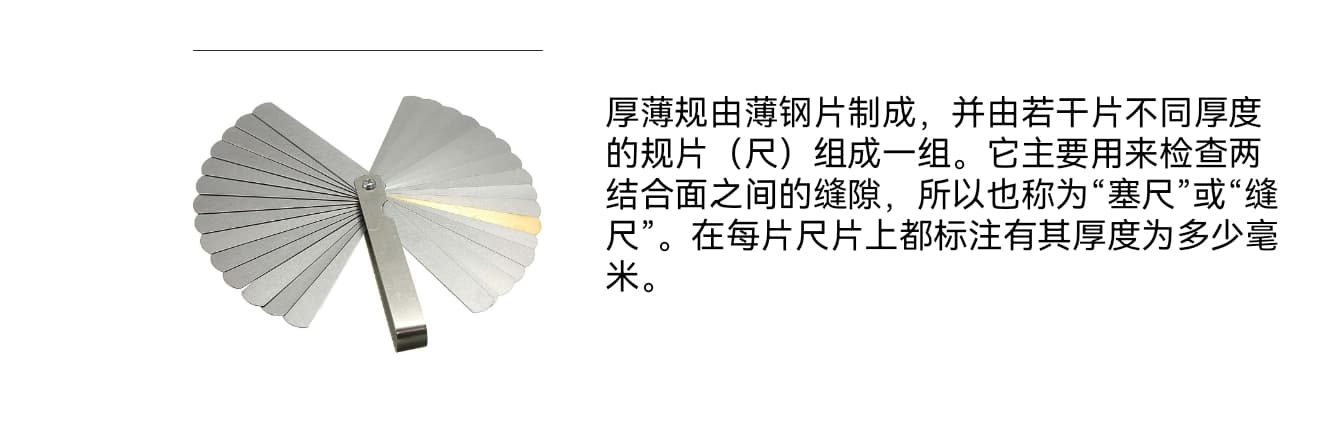 厚薄规由薄钢片制成，并由若干片不同厚度
的规片（尺）组成一组。它主要用来检查两
结合面之间的缝隙，所以也称为“塞尺”或“缝
尺”。在每片尺片上都标注有其厚度为多少毫
米。